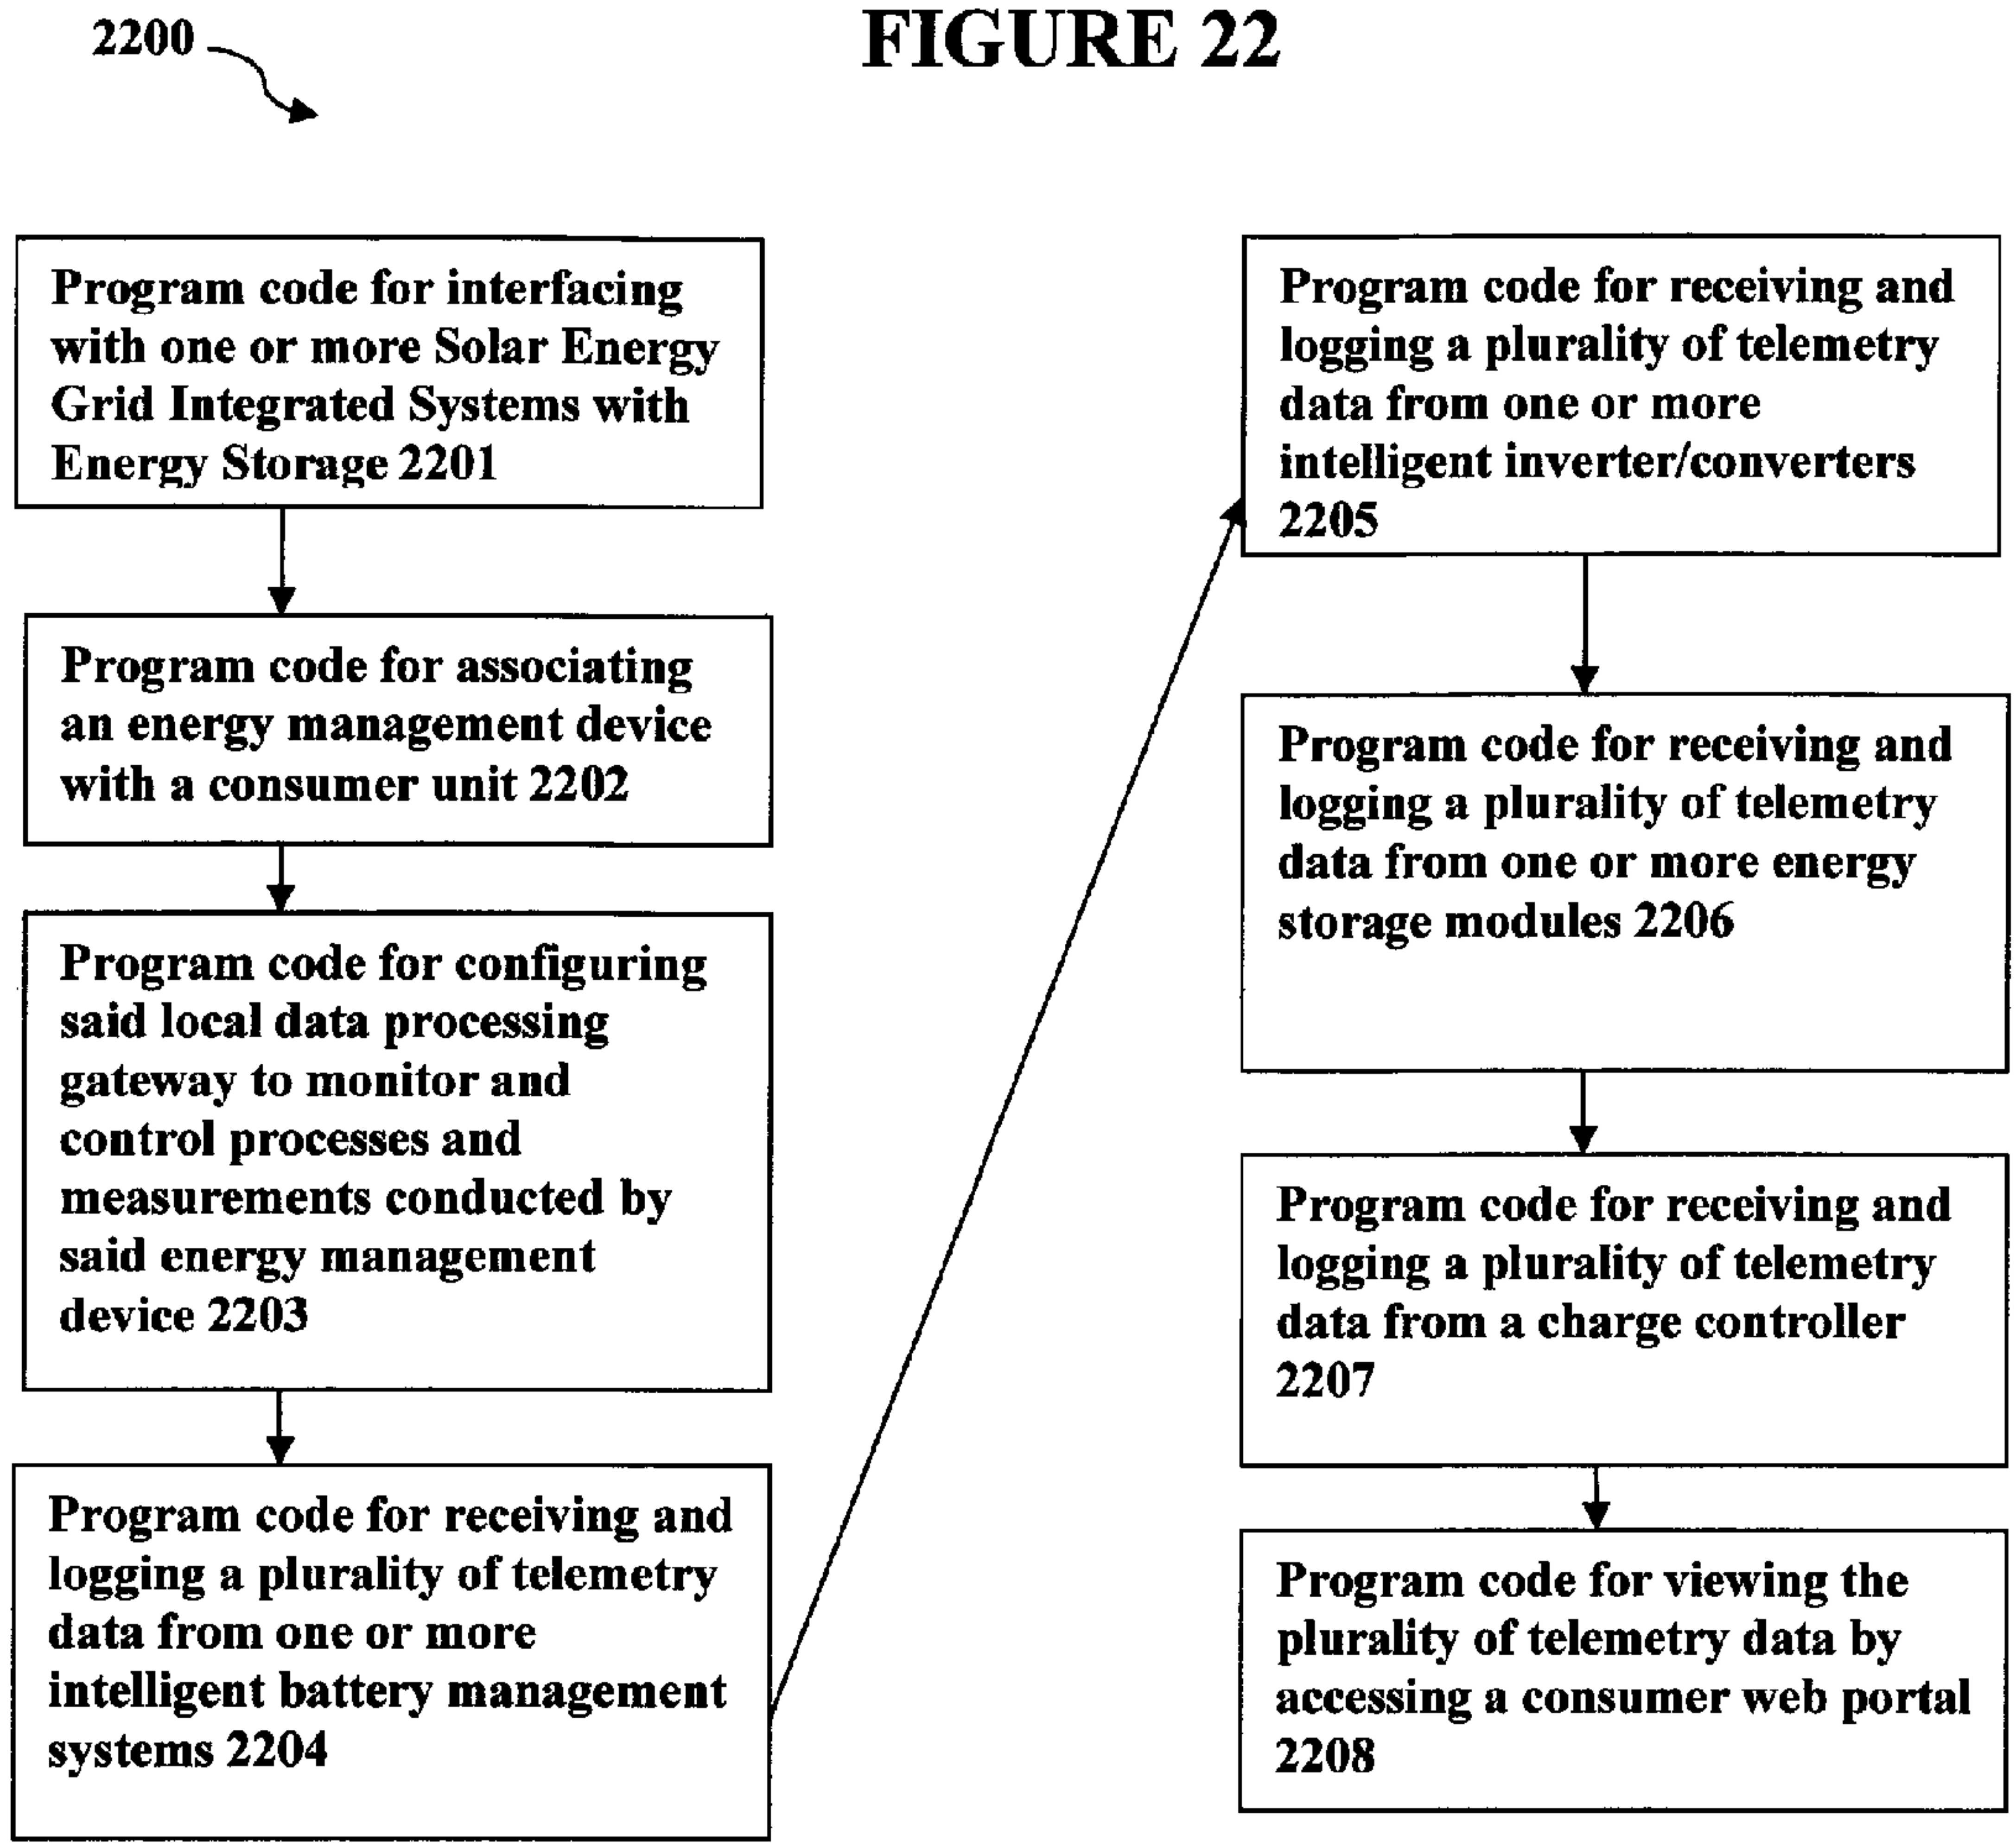 FIGURE 22
2200
Program code for interfacing
with one or more Solar Energy
Grid Integrated Systems with
Energy Storage 2201
Program code for associating
an energy management device
with a consumer unit 2202
Program code for configuring
said local data processing
gateway to monitor and
control processes and
measurements conducted by
said energy management
device 2203
Program code for receiving and
logging a plurality of telemetry
data from one or more
intelligent battery management
systems 2204
Program code for receiving and
logging a plurality of telemetry
data from one or more
intelligent inverter/converters
2205
Program code for receiving and
logging a plurality of telemetry
data from one or more energy
storage modules 2206
Program code for receiving and
logging a plurality of telemetry
data from a charge controller
2207
Program code for viewing the
plurality of telemetry data by
accessing a consumer web portal
2208